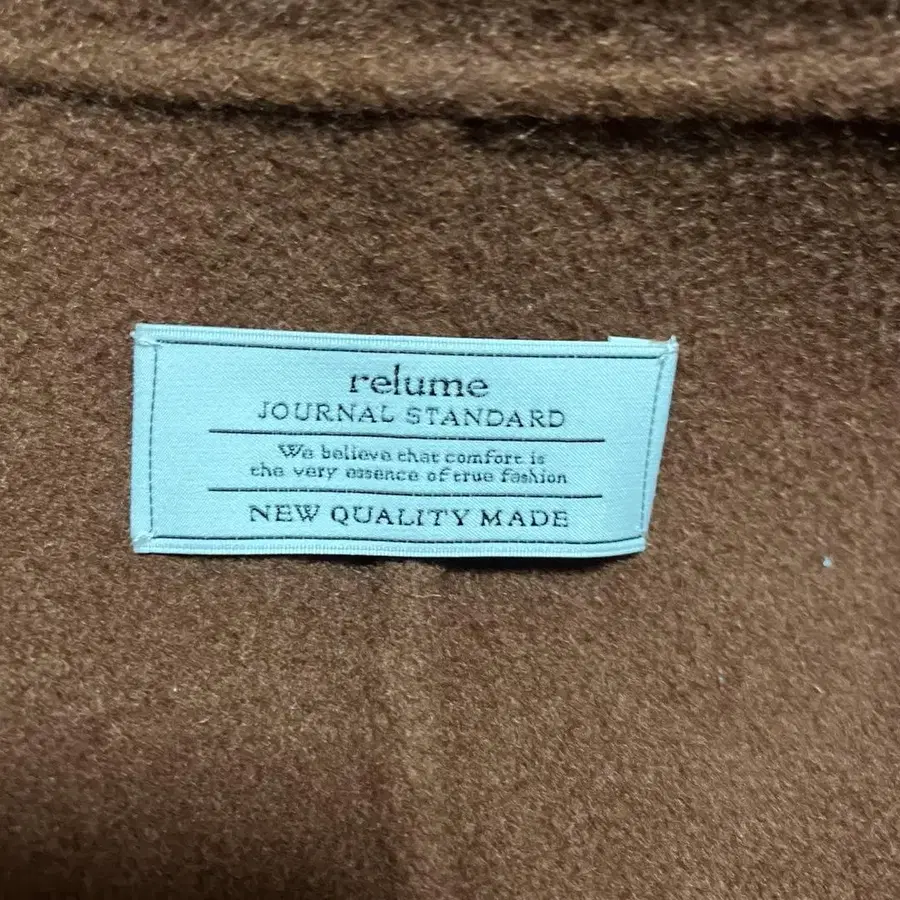 relume
JOURNAL STANDARD
We believe that comfort is
the very essence of true fashion
NEW QUALITY MADE